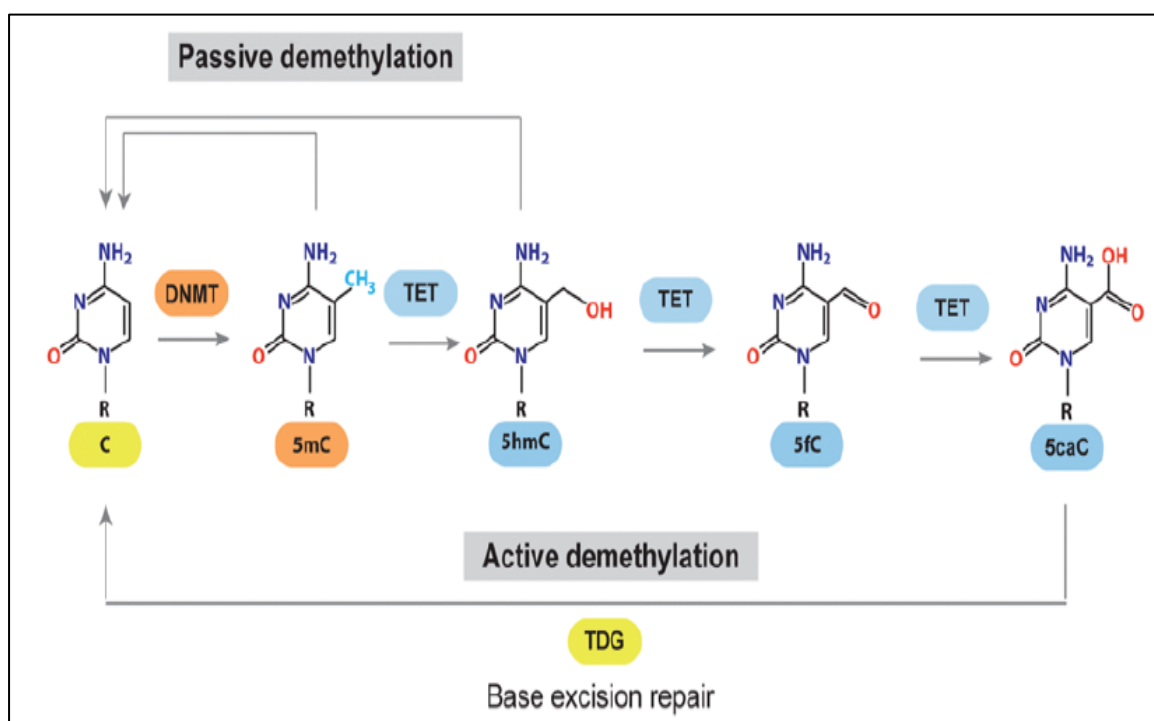 Passive demethylation
NH2 NH2 CH3 NH2 NH2 OH NH2
DNMT TET TET TET
N N N N N
OH O O
O N O N O N O N O N
R R R R R
C 5mC 5hmC 5fC 5caC
Active demethylation
TDG
Base excision repair